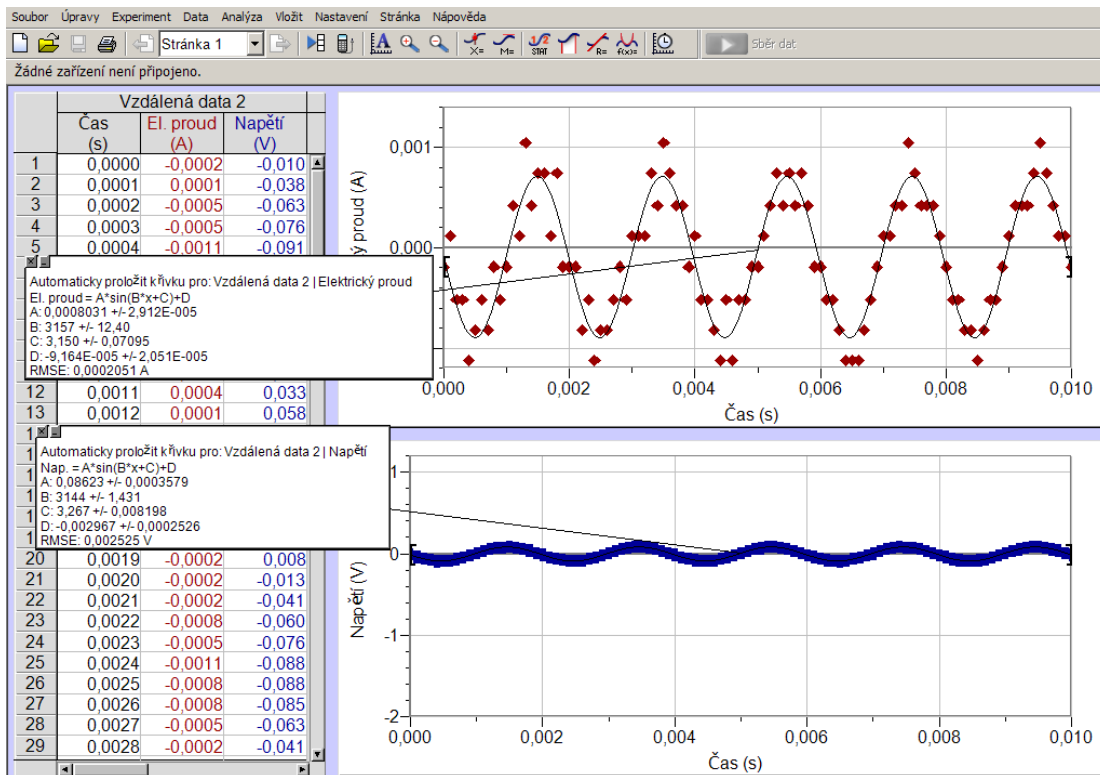 Soubor Úpravy Experiment Data Analýza Vložit Nastavení Stránka Nápověda
Stránka 1
Sběr dat
Žádné zařízení není připojeno.
Vzdálená data 2
Čas El. proud Napětí
(s) (A) (V)
1 0,0000 -0,0002 -0,010
2 0,0001 0,0001 -0,038
3 0,0002 -0,0005 -0,063
4 0,0003 -0,0005 -0,076
5 0,0004 -0,0011 -0,091
Automaticky proložit křivku pro: Vzdálená data 2 | Elektrický proud
El. proud = A*sin(B*x+C)+D
A: 0,0008031 +/- 2,912E-005
B: 3157 +/- 12,40
C: 3,150 +/- 0,07095
D: -9,164E-005 +/- 2,051E-005
RMSE: 0,0002051 A
12 0,0011 0,0004 0,033
13 0,0012 0,0001 0,058
Automaticky proložit křivku pro: Vzdálená data 2 | Napětí
Nap. = A*sin(B*x+C)+D
A: 0,08623 +/- 0,0003579
B: 3144 +/- 1,431
C: 3,267 +/- 0,008198
D: -0,002967 +/- 0,0002526
RMSE: 0,002525 V
20 0,0019 -0,0002 0,008
21 0,0020 -0,0002 -0,013
22 0,0021 -0,0002 -0,041
23 0,0022 -0,0008 -0,060
24 0,0023 -0,0005 -0,076
25 0,0024 -0,0011 -0,088
26 0,0025 -0,0008 -0,088
27 0,0026 -0,0008 -0,085
28 0,0027 -0,0005 -0,063
29 0,0028 -0,0002 -0,041
0,001
0,000
proud (A)
0,000 0,002 0,004 0,006 0,008 0,010
Čas (s)
1
0
-1
-2
Napětí (V)
0,000 0,002 0,004 0,006 0,008 0,010
Čas (s)